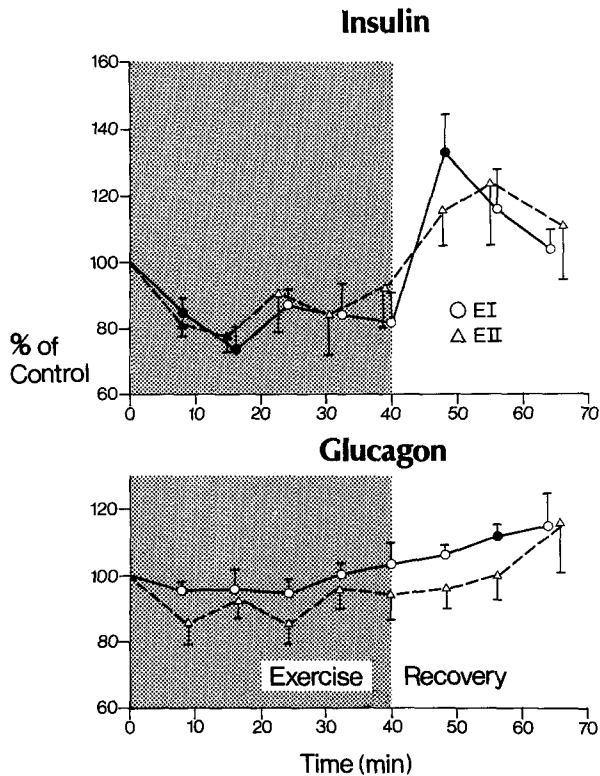 Insulin
160
140
120
100
80
60
% of
Control
○ EI
△ EII
0 10 20 30 40 50 60 70
Glucagon
120
100
80
60
Exercise Recovery
0 10 20 30 40 50 60 70
Time (min)